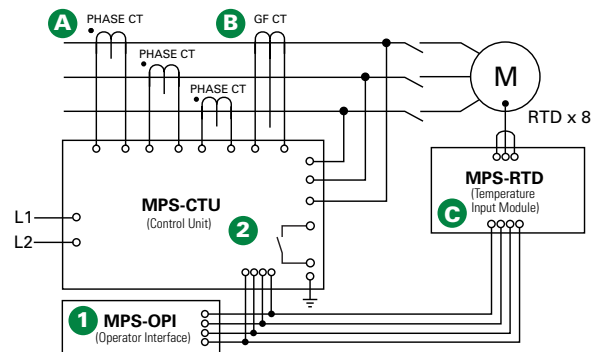 A
PHASE CT
B
GF CT
PHASE CT
PHASE CT
M
RTD x 8
MPS-RTD
(Temperature
Input Module)
C
MPS-CTU
(Control Unit)
2
L1
L2
1
MPS-OPI
(Operator Interface)